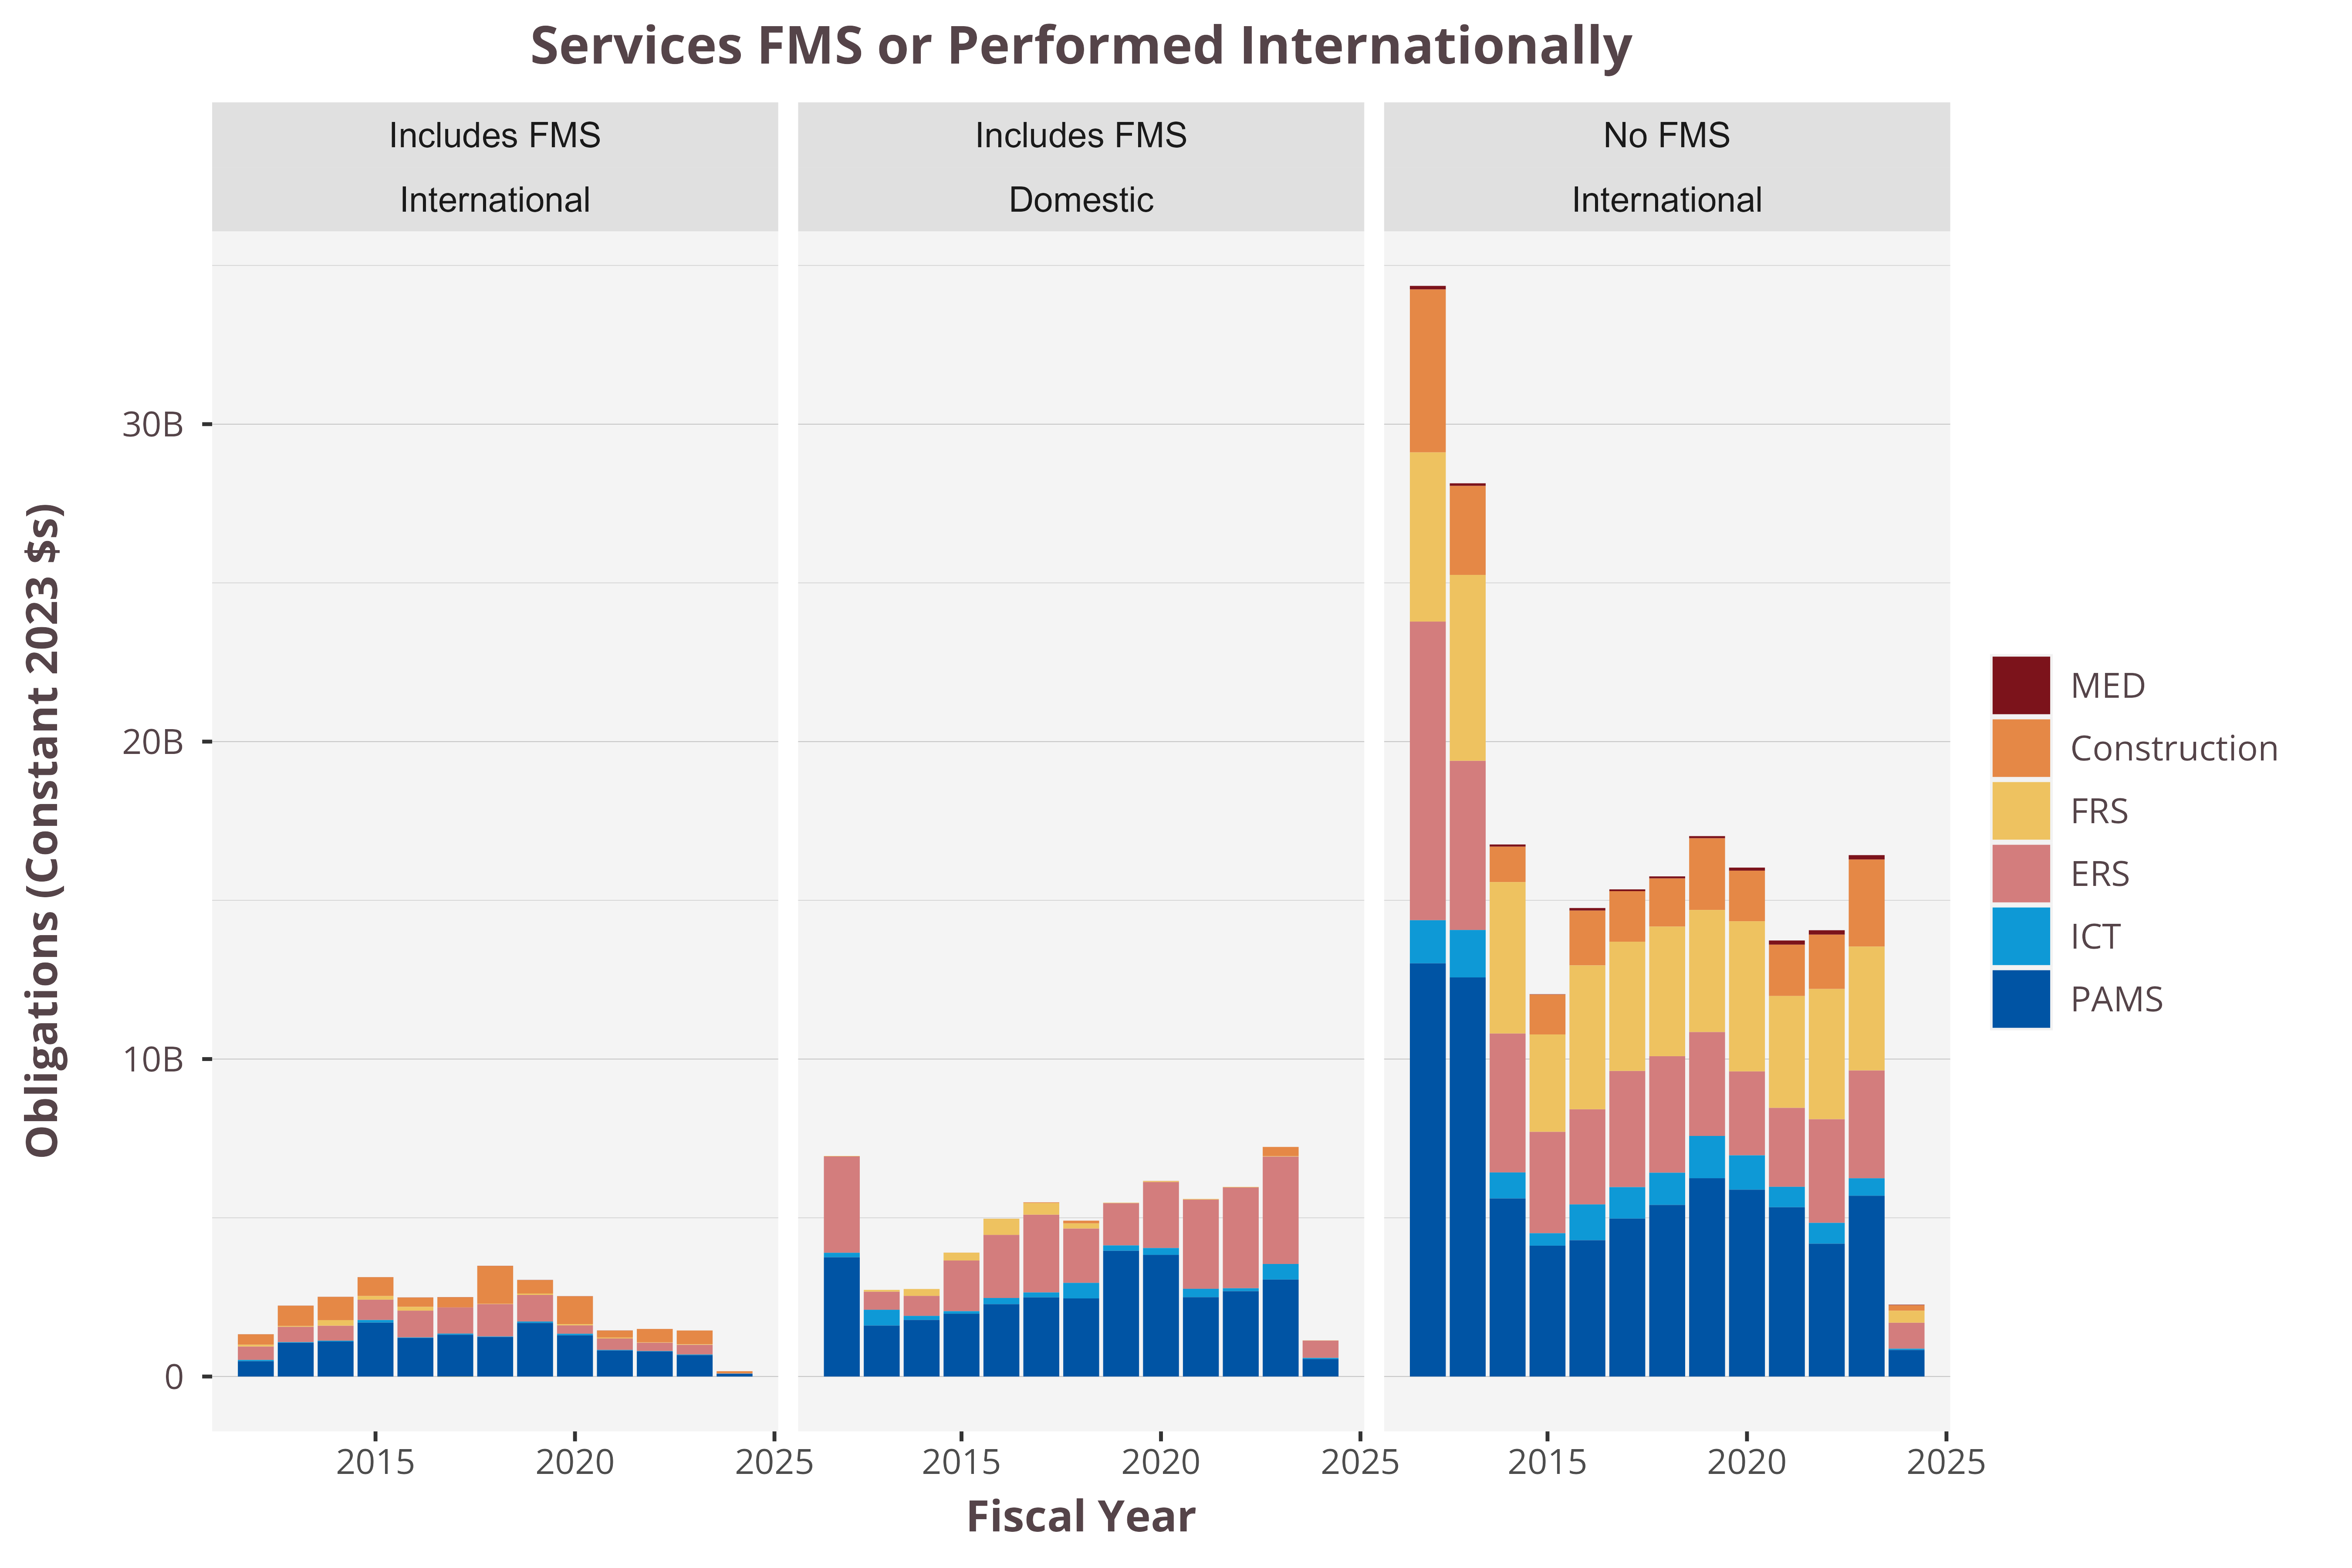 Services FMS or Performed Internationally
Includes FMS
International
Includes FMS
Domestic
No FMS
International
Obligations (Constant 2023 $s)
30B
20B
10B
0
2015
2020
2025
2015
2020
2025
2015
2020
2025
Fiscal Year
MED
Construction
FRS
ERS
ICT
PAMS